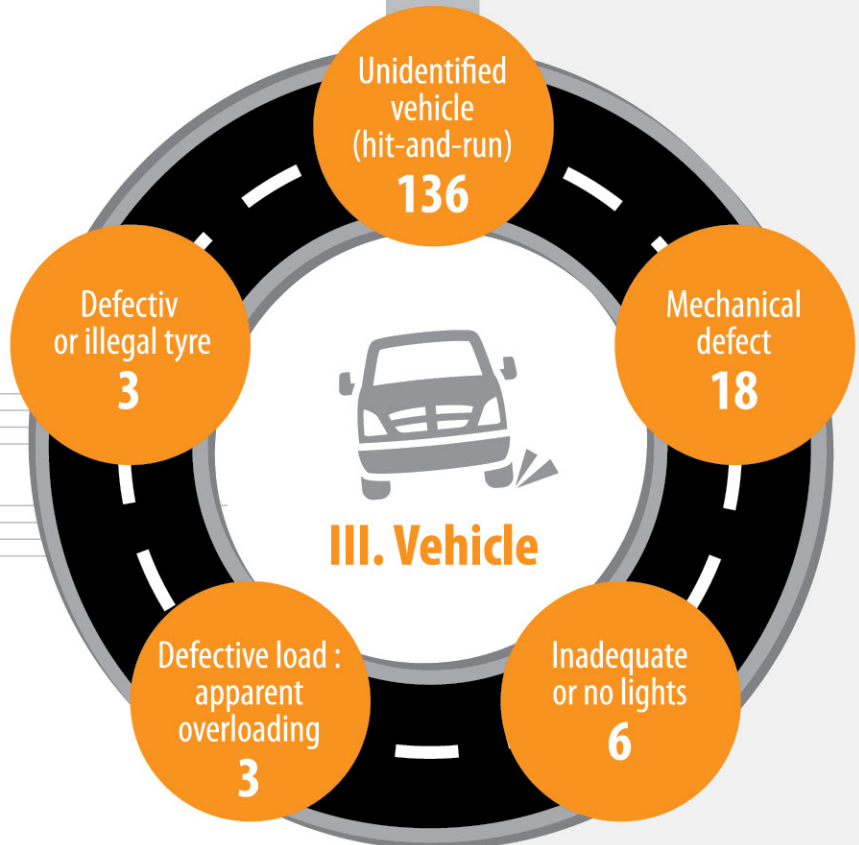 Unidentified
vehicle
(hit-and-run)
136
Mechanical
defect
18
Inadequate
or no lights
6
Defective load :
apparent
overloading
3
Defectiv
or illegal tyre
3
III. Vehicle